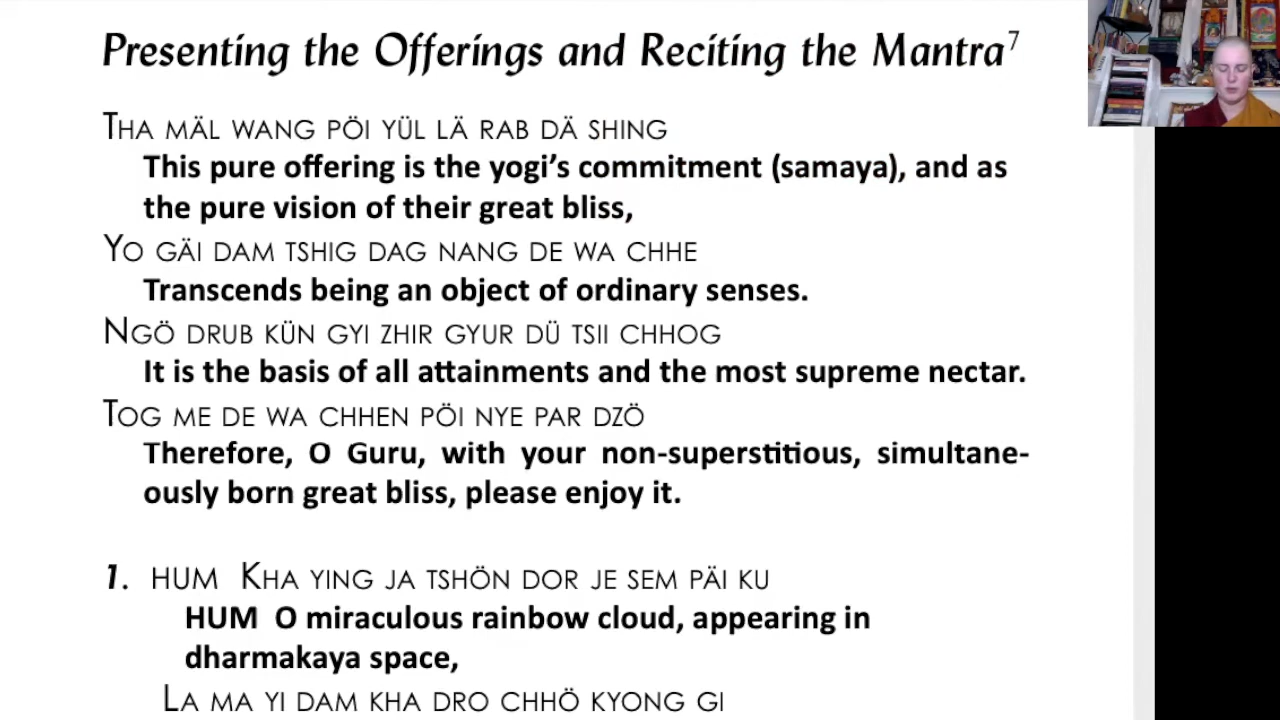 Presenting the Offerings and Reciting the Mantra7
THA MÄL WANG PÖI YÜL LÄ RAB DÄ SHING
This pure offering is the yogi’s commitment (samaya), and as
the pure vision of their great bliss,
YO GÄI DAM TSHIG DAG NANG DE WA CHHE
Transcends being an object of ordinary senses.
NGÖ DRUB KÜN GYI ZHIR GYUR DÜ TSII CHHOG
It is the basis of all attainments and the most supreme nectar.
TOG ME DE WA CHHEN PÖI NYE PAR DZÖ
Therefore, O Guru, with your non-superstitious, simultane-
ously born great bliss, please enjoy it.
1. HUM KHA YING JA TSHÖN DOR JE SEM PÄI KU
HUM O miraculous rainbow cloud, appearing in
dharmakaya space,
LA MA YI DAM KHA DRO CHHÖ KYONG GI